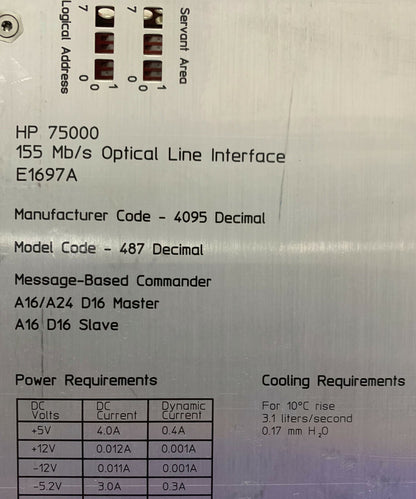 Servant Area
7 0
1
0
Logical Address
7 0
1
0
HP 75000
155 Mb/s Optical Line Interface
E1697A
Manufacturer Code - 4095 Decimal
Model Code - 487 Decimal
Message-Based Commander
A16/A24 D16 Master
A16 D16 Slave
Power Requirements
DC Volts DC Current Dynamic Current
+5V 4.0A 0.4A
+12V 0.012A 0.001A
-12V 0.011A 0.001A
-5.2V 3.0A 0.3A
Cooling Requirements
For 10°C rise
3.1 liters/second
0.17 mm H₂O